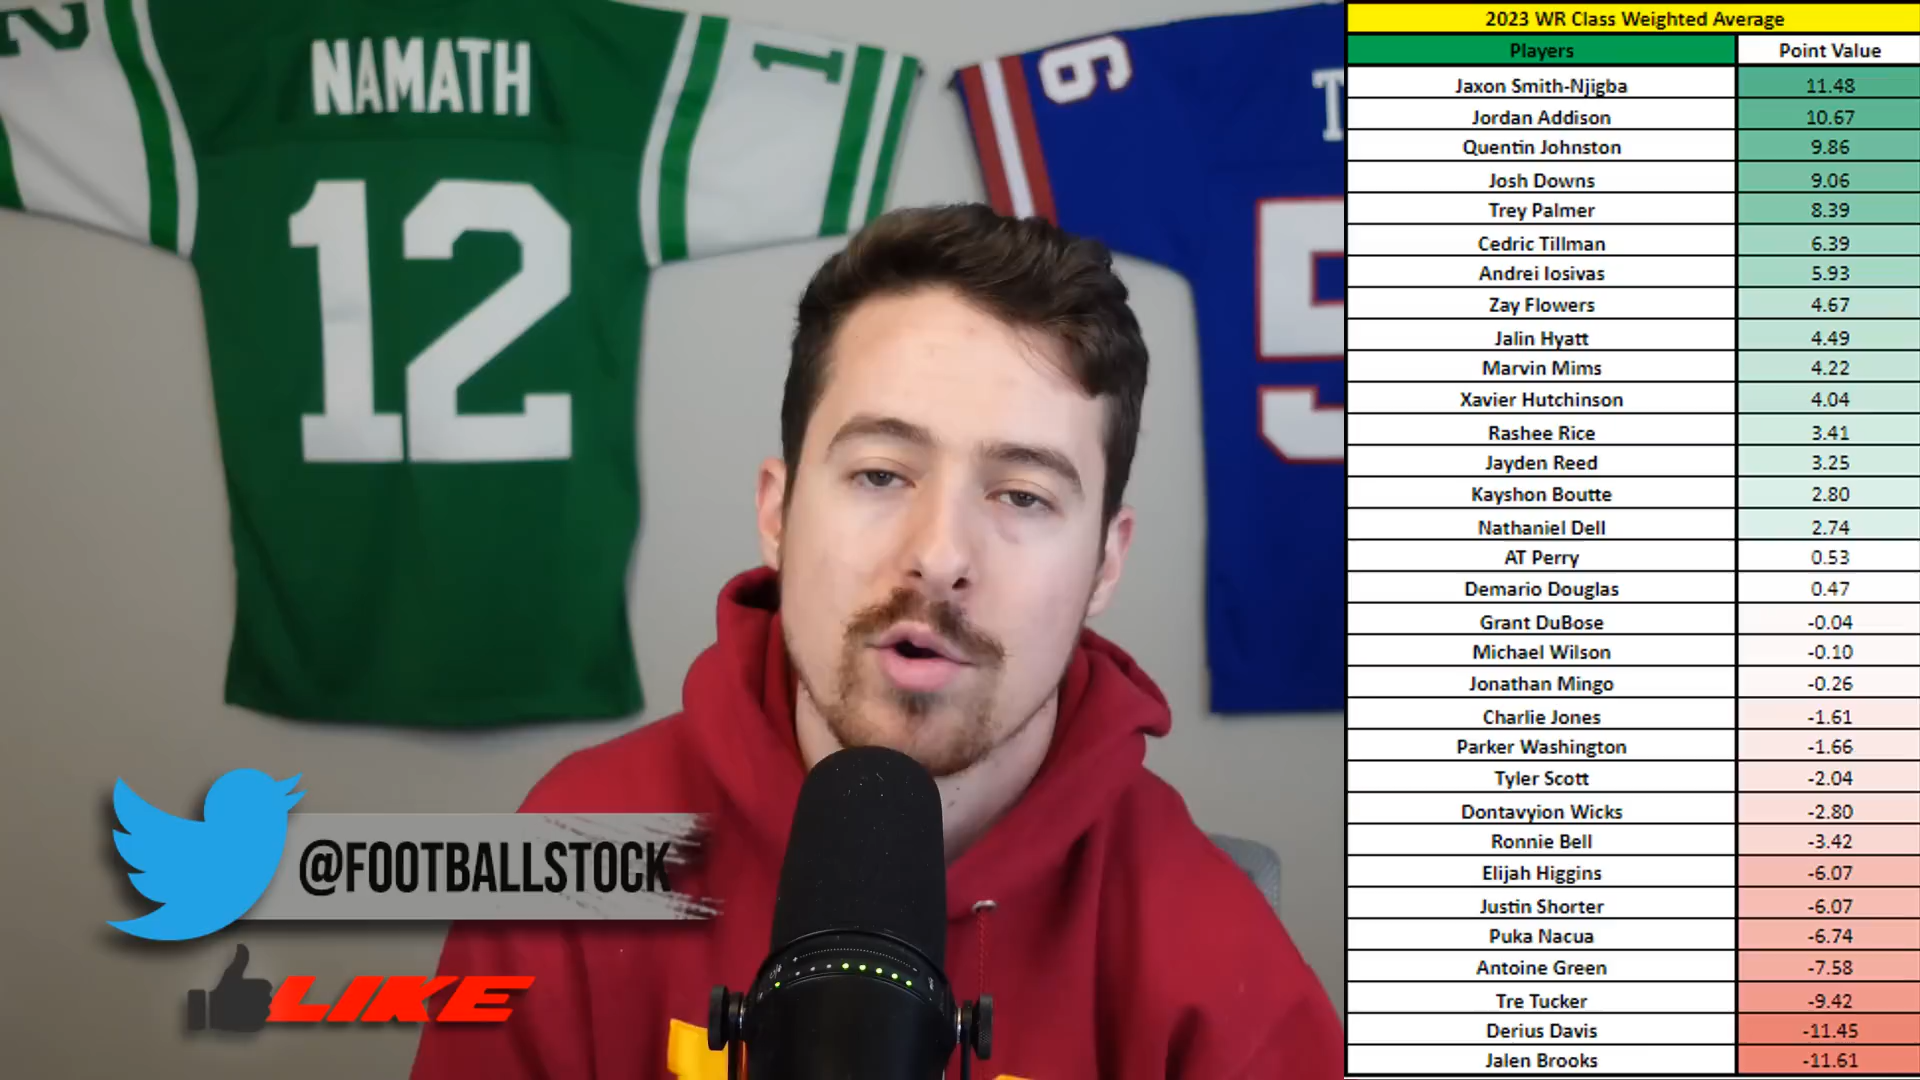 NAMATH
12
12
1
9
T
5
@FOOTBALLSTOCK
LIKE
2023 WR Class Weighted Average
Players Point Value
Jaxon Smith-Njigba 11.48
Jordan Addison 10.67
Quentin Johnston 9.86
Josh Downs 9.06
Trey Palmer 8.39
Cedric Tillman 6.39
Andrei Iosivas 5.93
Zay Flowers 4.67
Jalin Hyatt 4.49
Marvin Mims 4.22
Xavier Hutchinson 4.04
Rashee Rice 3.41
Jayden Reed 3.25
Kayshon Boutte 2.80
Nathaniel Dell 2.74
AT Perry 0.53
Demario Douglas 0.47
Grant DuBose -0.04
Michael Wilson -0.10
Jonathan Mingo -0.26
Charlie Jones -1.61
Parker Washington -1.66
Tyler Scott -2.04
Dontavyion Wicks -2.80
Ronnie Bell -3.42
Elijah Higgins -6.07
Justin Shorter -6.07
Puka Nacua -6.74
Antoine Green -7.58
Tre Tucker -9.42
Derius Davis -11.45
Jalen Brooks -11.61